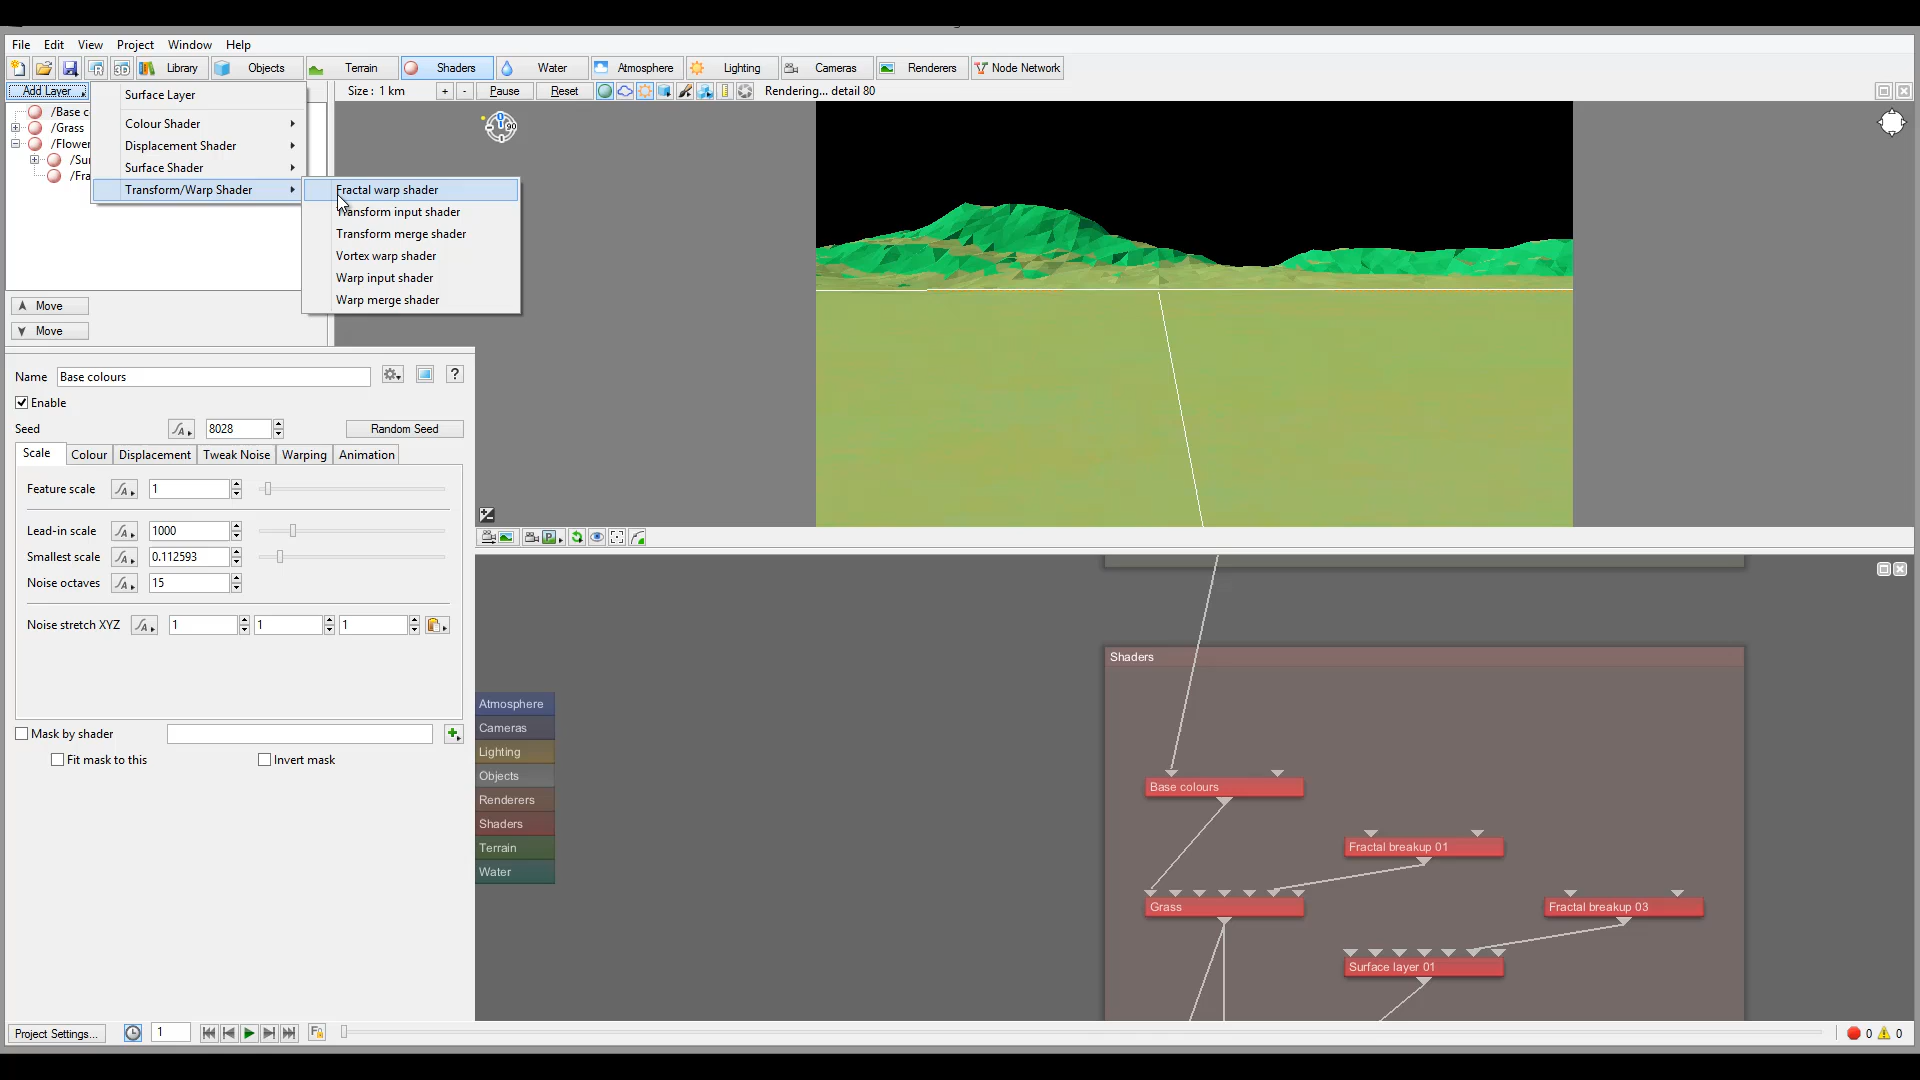 File Edit View Project Window Help
Library Objects Terrain Shaders Water Atmosphere Lighting Cameras Renderers Node Network
Add Layer Surface Layer Size : 1 km + - Pause Reset Rendering... detail 80
/Base c
Colour Shader
/Grass
90
/Flower
Displacement Shader
/Su
Surface Shader
/Fra
Transform/Warp Shader
Fractal warp shader
Transform input shader
Transform merge shader
Vortex warp shader
Warp input shader
Warp merge shader
Move
Move
Name Base colours ?
Enable
Seed 8028 Random Seed
Scale Colour Displacement Tweak Noise Warping Animation
Feature scale 1
Lead-in scale 1000
Smallest scale 0.112593
Noise octaves 15
Noise stretch XYZ 1 1 1
Mask by shader
Fit mask to this Invert mask
Atmosphere
Cameras
Lighting
Objects
Renderers
Shaders
Terrain
Water
Shaders
Base colours
Fractal breakup 01
Grass
Fractal breakup 03
Surface layer 01
Project Settings... 1 0 0